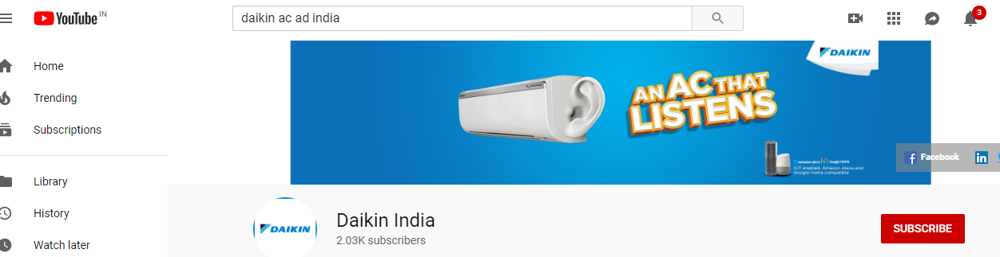 YouTube IN
daikin ac ad india
3
Home
Trending
Subscriptions
Library
History
Watch later
DAIKIN
AN AC THAT
LISTENS
amazon alexa | Google HOME
IOT enabled. Amazon Alexa and
Google Home compatible
Facebook
in
DAIKIN
Daikin India
2.03K subscribers
SUBSCRIBE